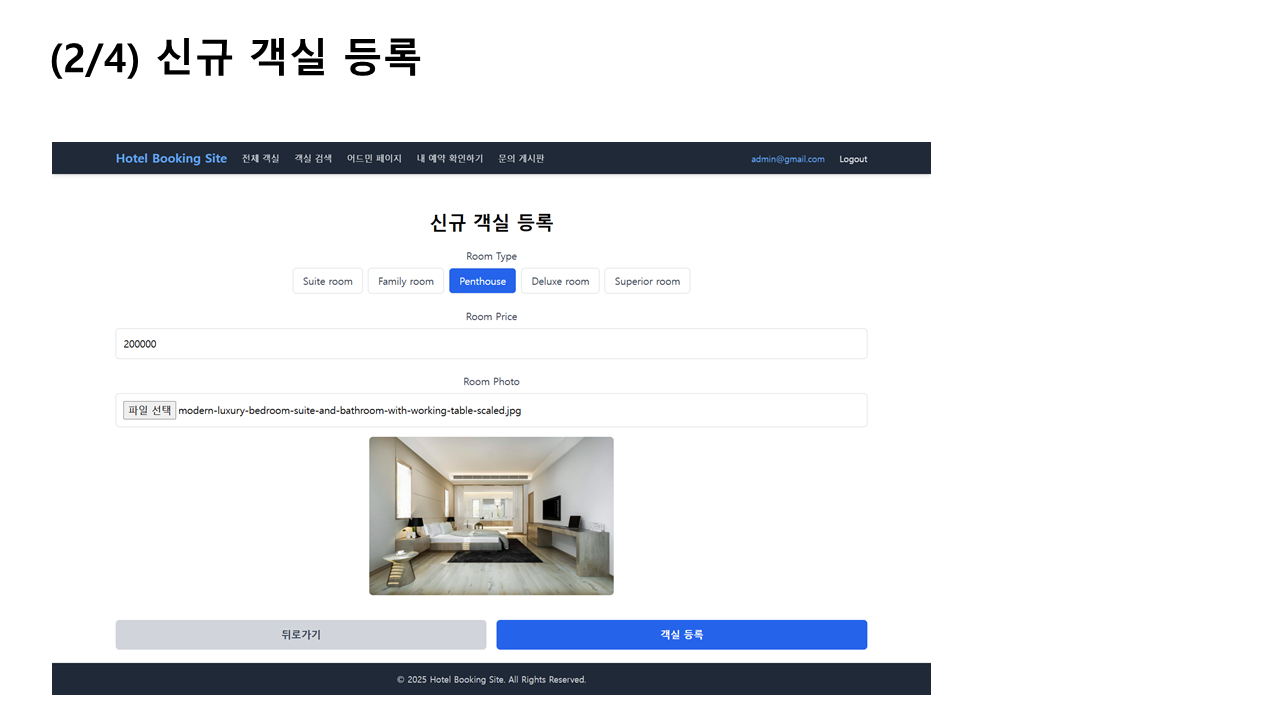 (2/4) 신규 객실 등록
Hotel Booking Site 전체 객실 객실 검색 어드민 페이지 내 예약 확인하기 문의 게시판 admin@gmail.com Logout
신규 객실 등록
Room Type
Suite room Family room Penthouse Deluxe room Superior room
Room Price
200000
Room Photo
파일 선택 modern-luxury-bedroom-suite-and-bathroom-with-working-table-scaled.jpg
뒤로가기 객실 등록
© 2025 Hotel Booking Site. All Rights Reserved.